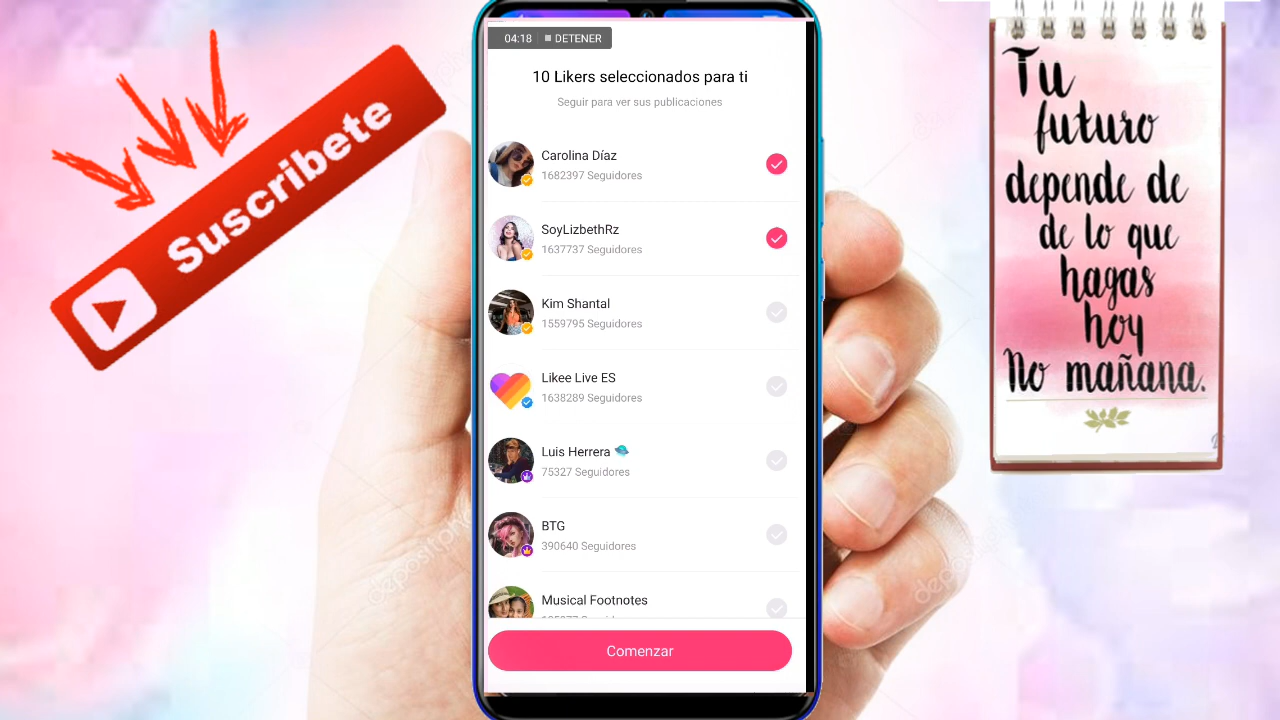 Suscribete
04:18 DETENER
10 Likers seleccionados para ti
Seguir para ver sus publicaciones
Carolina Díaz
1682397 Seguidores
SoyLizbethRz
1637737 Seguidores
Kim Shantal
1559795 Seguidores
Likee Live ES
1638289 Seguidores
Luis Herrera
75327 Seguidores
BTG
390640 Seguidores
Musical Footnotes
Comenzar
Tu
futuro
depende de
de lo que
hagas
hoy
No mañana.